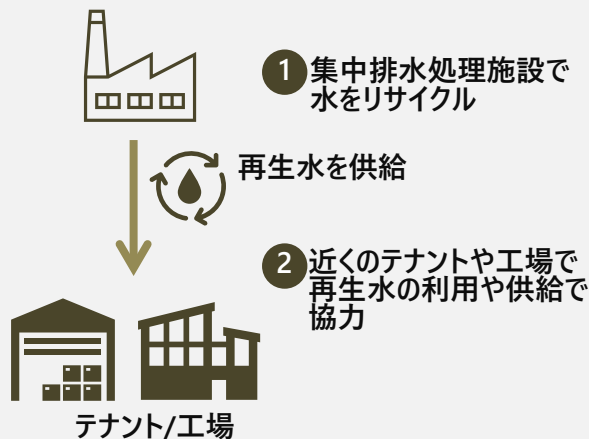 1 集中排水処理施設で
水をリサイクル
再生水を供給
2 近くのテナントや工場で
再生水の利用や供給で
協力
テナント/工場